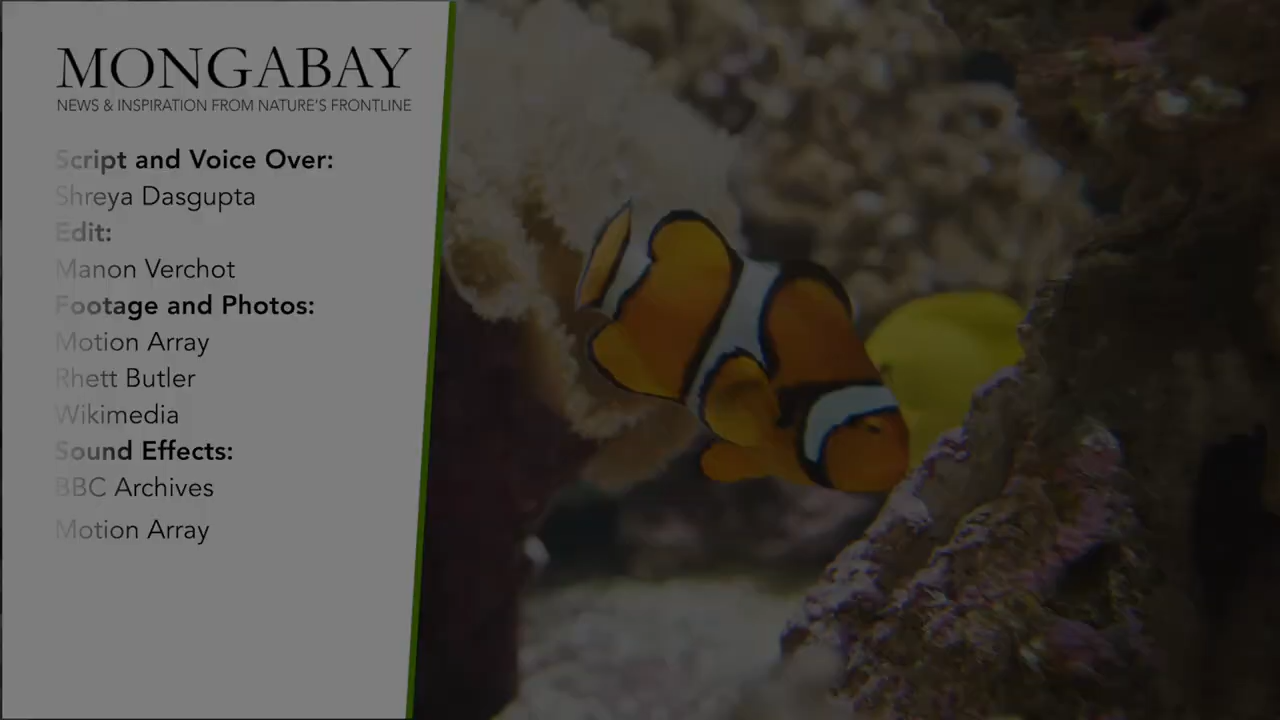 MONGABAY
NEWS & INSPIRATION FROM NATURE'S FRONTLINE
Script and Voice Over:
Shreya Dasgupta
Edit:
Manon Verchot
Footage and Photos:
Motion Array
Rhett Butler
Wikimedia
Sound Effects:
BBC Archives
Motion Array